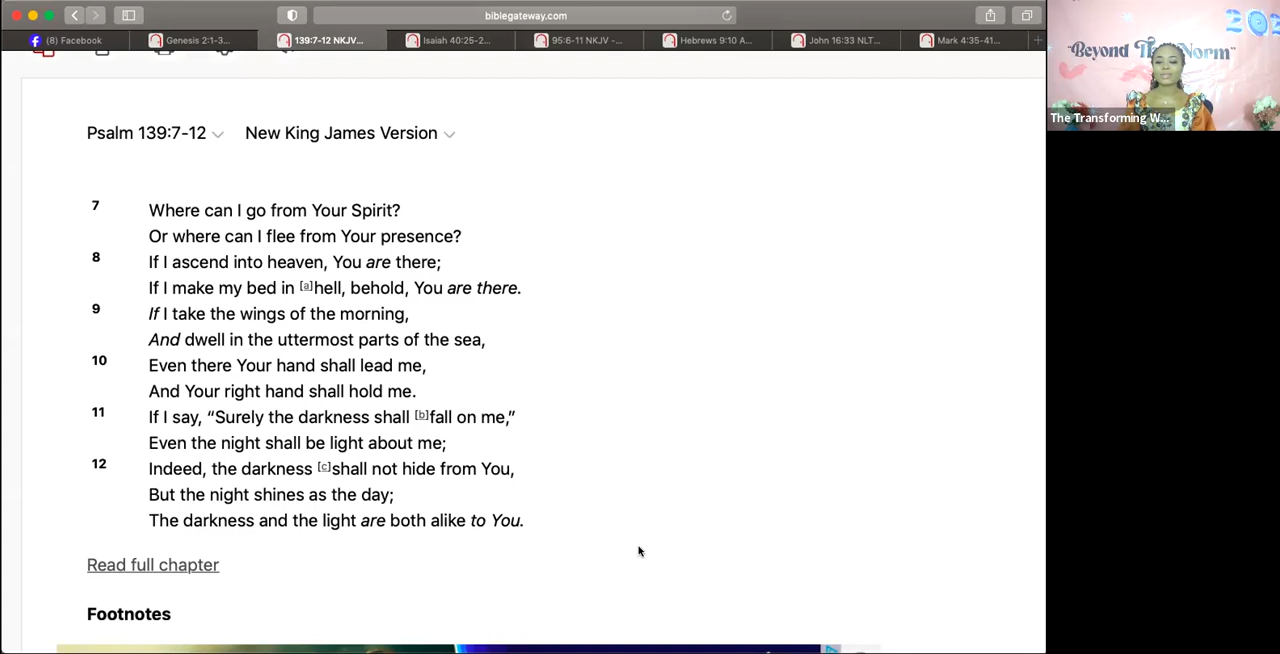 biblegateway.com
(8) Facebook
Genesis 2:1-3...
139:7-12 NKJV...
Isaiah 40:25-2...
95:6-11 NKJV -...
Hebrews 9:10 A...
John 16:33 NLT...
Mark 4:35-41...
Psalm 139:7-12 New King James Version
7 Where can I go from Your Spirit?
Or where can I flee from Your presence?
8 If I ascend into heaven, You are there;
If I make my bed in [a]hell, behold, You are there.
9 If I take the wings of the morning,
And dwell in the uttermost parts of the sea,
10 Even there Your hand shall lead me,
And Your right hand shall hold me.
11 If I say, “Surely the darkness shall [b]fall on me,”
Even the night shall be light about me;
12 Indeed, the darkness [c]shall not hide from You,
But the night shines as the day;
The darkness and the light are both alike to You.
Read full chapter
Footnotes
"Beyond Norm"
The Transforming W...